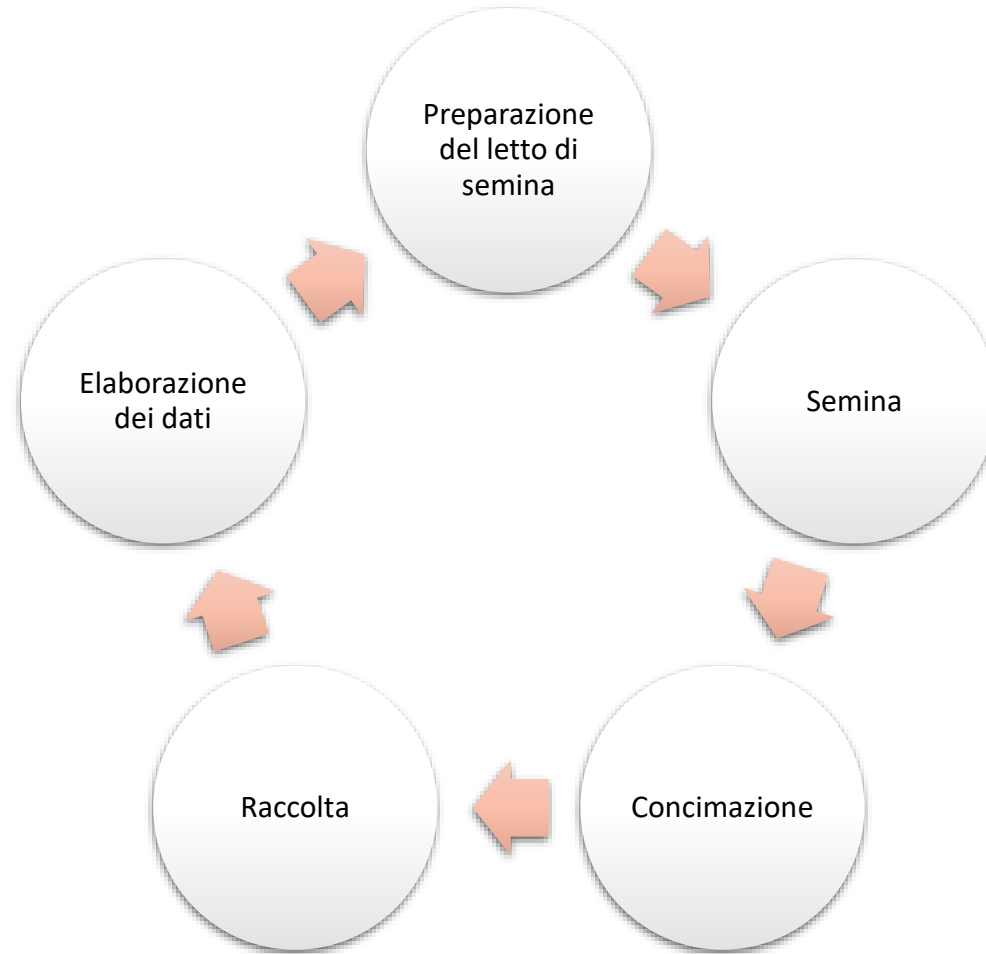 Preparazione
del letto di
semina
Semina
Concimazione
Raccolta
Elaborazione
dei dati